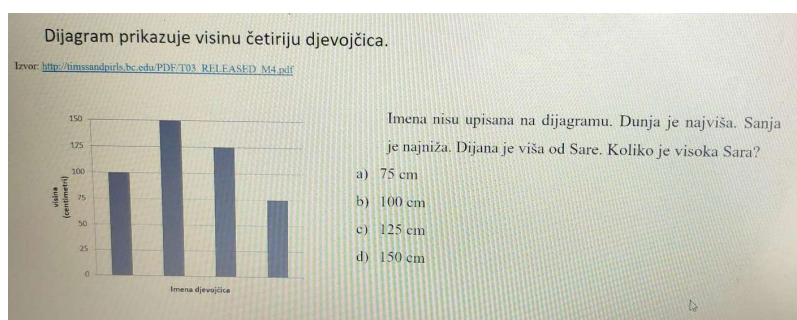 Dijagram prikazuje visinu četiriju djevojčica.
Izvor: http://timssandpirls.bc.edu/PDF/T03_RELEASED_M4.pdf
150
125
100
75
50
25
0
visina
(centimetri)
Imena djevojčica
Imena nisu upisana na dijagramu. Dunja je najviša. Sanja
je najniža. Dijana je viša od Sare. Koliko je visoka Sara?
a) 75 cm
b) 100 cm
c) 125 cm
d) 150 cm